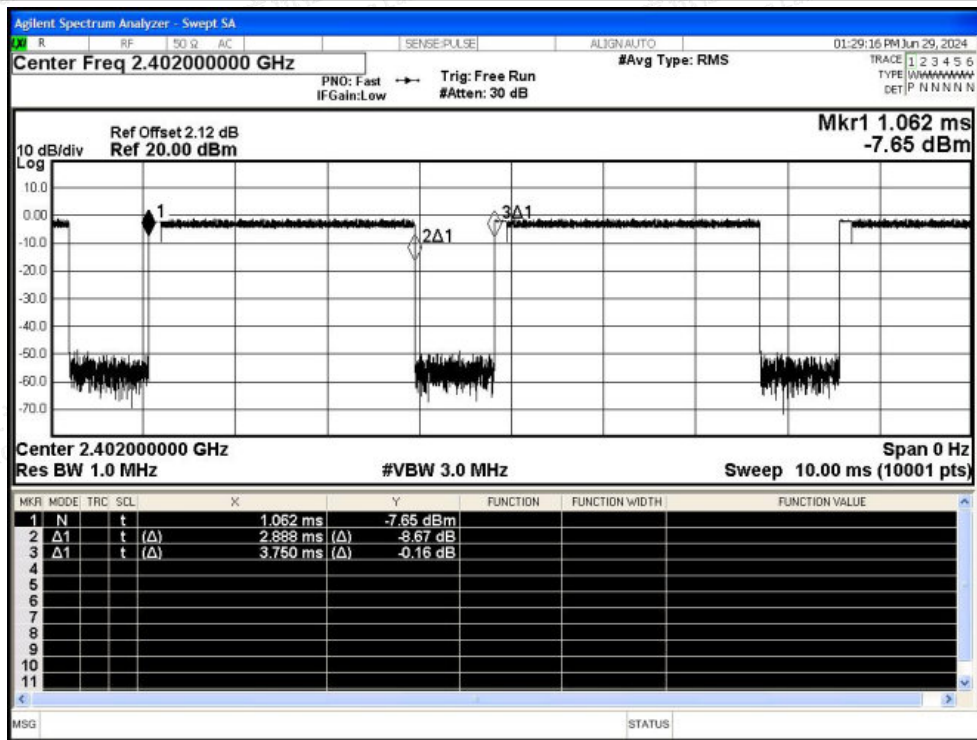 Agilent Spectrum Analyzer - Swept SA
LXI R RF 50 Ω AC SENSE:PULSE ALIGNAUTO 01:29:16 PM Jun 29, 2024
Center Freq 2.402000000 GHz
PNO: Fast
IFGain:Low
Trig: Free Run
#Atten: 30 dB
#Avg Type: RMS
TRACE 1 2 3 4 5 6
TYPE WWWWWW
DET P N N N N N
Ref Offset 2.12 dB
10 dB/div Ref 20.00 dBm
Log
Mkr1 1.062 ms
-7.65 dBm
10.0
0.00
-10.0
-20.0
-30.0
-40.0
-50.0
-60.0
-70.0
1
2Δ1
3Δ1
Center 2.402000000 GHz Span 0 Hz
Res BW 1.0 MHz #VBW 3.0 MHz Sweep 10.00 ms (10001 pts)
MKR MODE TRC SCL X Y FUNCTION FUNCTION WIDTH FUNCTION VALUE
1 N t 1.062 ms -7.65 dBm
2 Δ1 t (Δ) 2.888 ms (Δ) -8.67 dB
3 Δ1 t (Δ) 3.750 ms (Δ) -0.16 dB
4
5
6
7
8
9
10
11
MSG STATUS